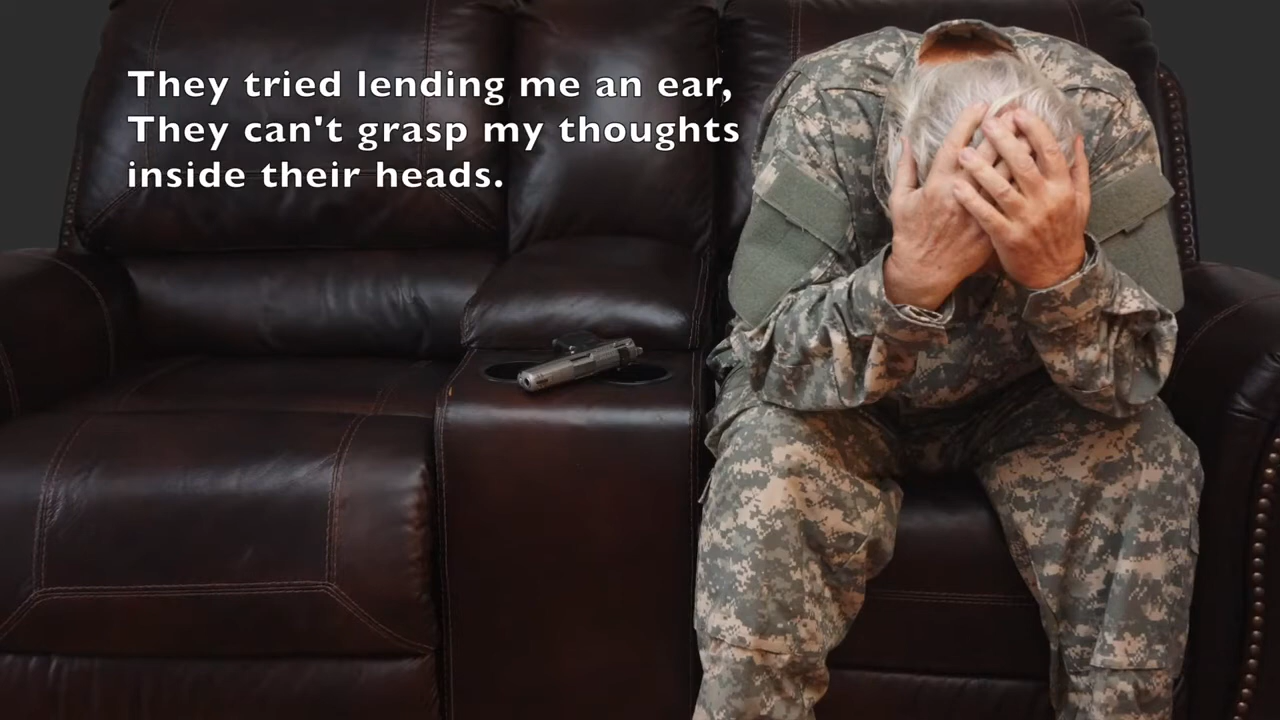 They tried lending me an ear,
They can't grasp my thoughts
inside their heads.